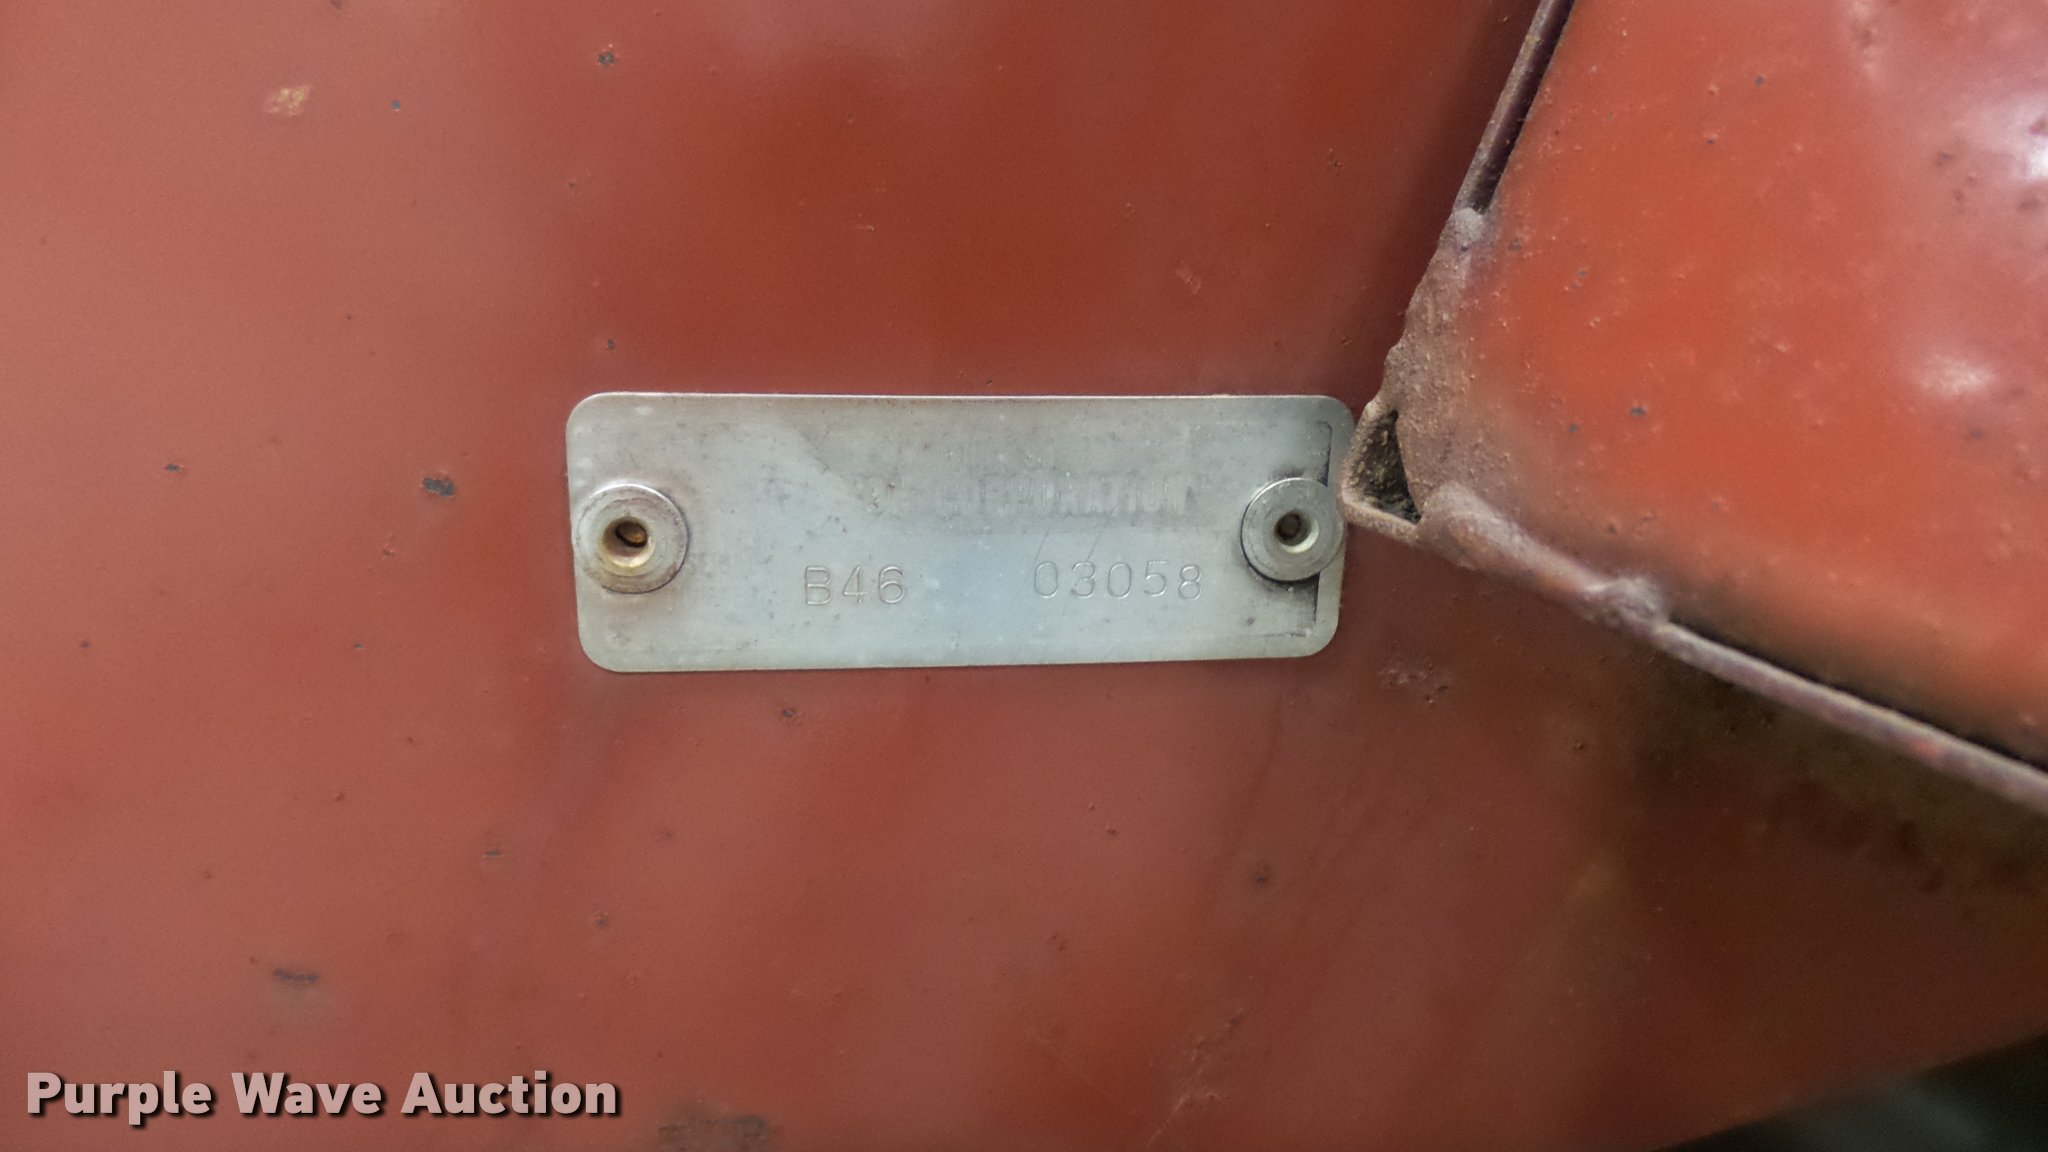 CORPORATION
B46 03058
Purple Wave Auction